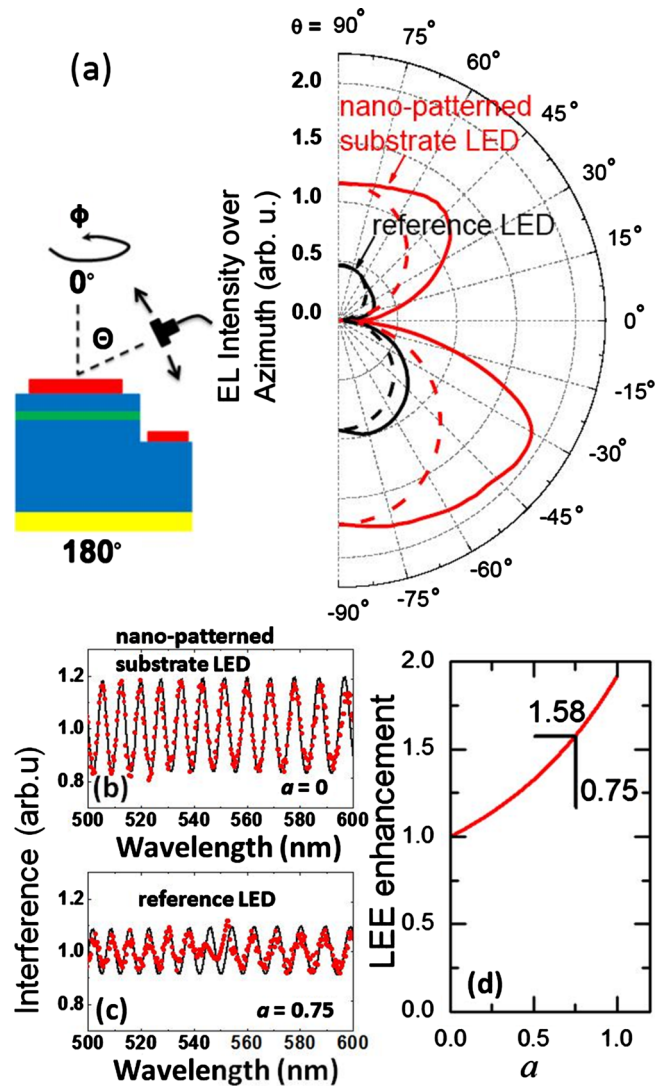 (a)
θ = 90°
75°
60°
45°
30°
15°
0°
-15°
-30°
-45°
-60°
-75°
-90°
2.0
1.5
1.0
0.5
0.0
EL Intensity over
Azimuth (arb. u.)
nano-patterned
substrate LED
reference LED
Φ
0°
Θ
180°
nano-patterned
substrate LED
1.2
1.0
0.8
(b)
a = 0
500 520 540 560 580 600
Wavelength (nm)
Interference (arb.u)
reference LED
1.2
1.0
0.8
(c)
a = 0.75
500 520 540 560 580 600
Wavelength (nm)
LEE enhancement
2.0
1.5
1.0
0.5
0.0
1.58
0.75
(d)
0.0 0.5 1.0
a